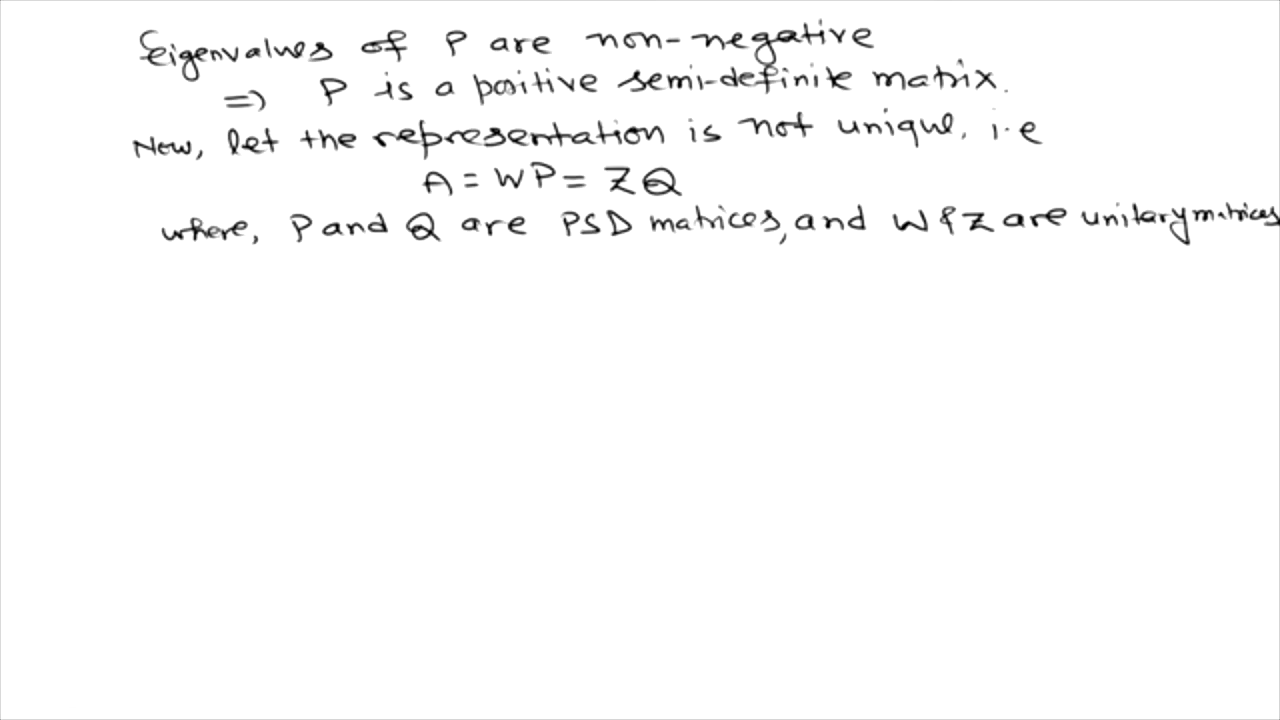 Eigenvalues of P are non-negative
=> P is a positive semi-definite matrix.
Now, let the representation is not unique, i.e
A = WP = ZQ
where, P and Q are PSD matrices, and W & Z are unitary matrices